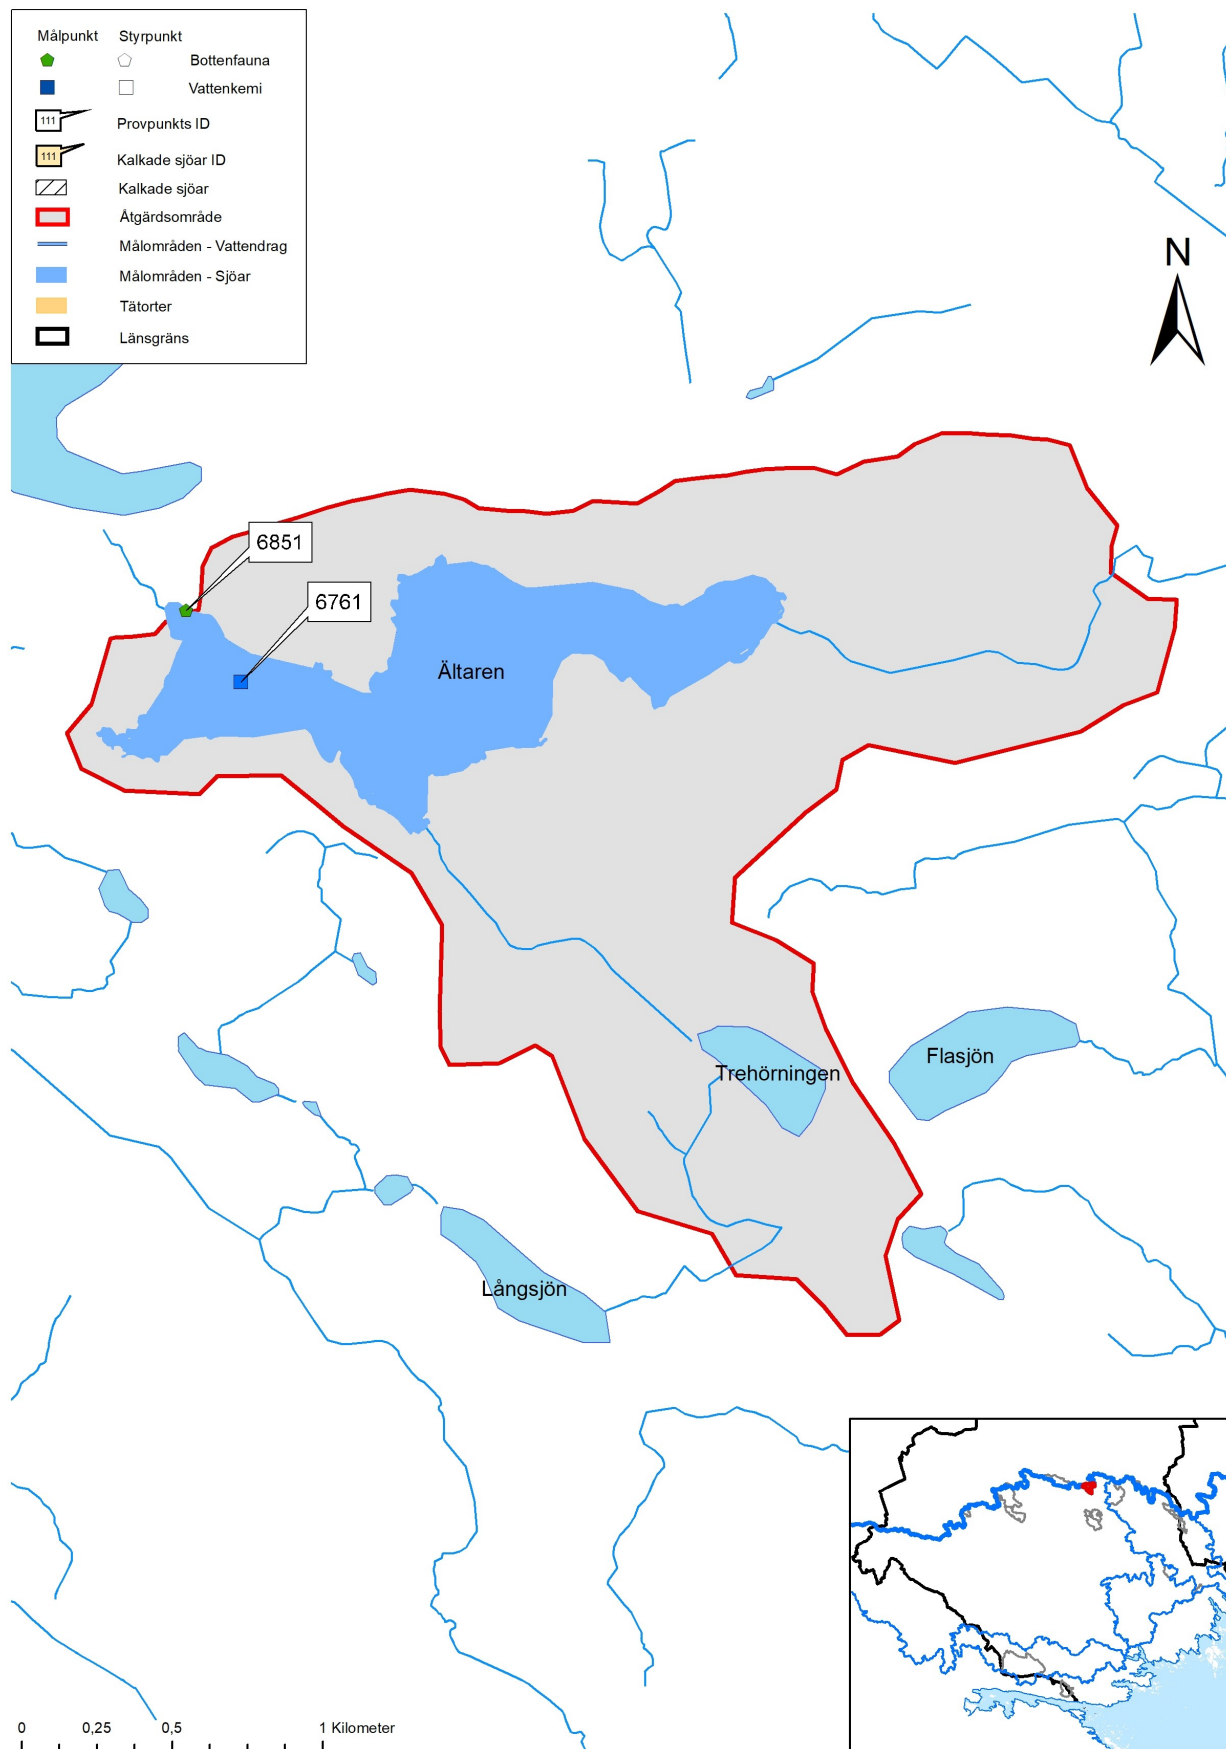 Målpunkt Styrpunkt
Bottenfauna
Vattenkemi
111 Provpunkts ID
111 Kalkade sjöar ID
Kalkade sjöar
Åtgärdsområde
Målområden - Vattendrag
Målområden - Sjöar
Tätorter
Länsgräns
N
6851
6761
Ältaren
Flasjön
Trehörningen
Långsjön
0 0,25 0,5 1 Kilometer